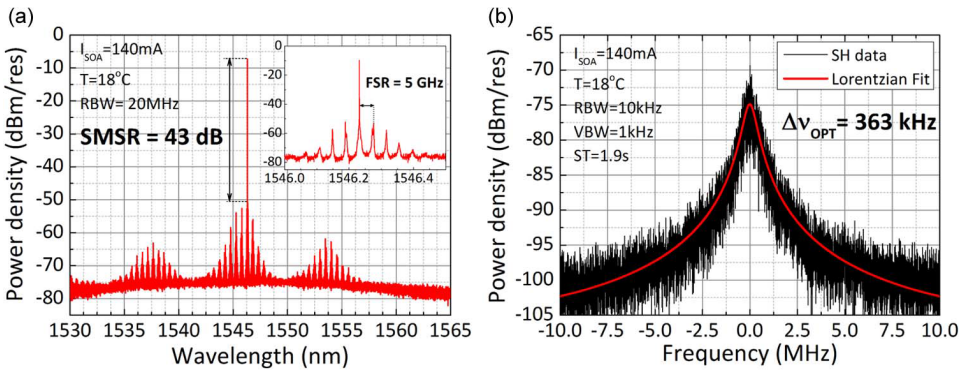 (a)
0
-10
-20
-30
-40
-50
-60
-70
-80
Power density (dBm/res)
I_SOA=140mA
T=18°C
RBW= 20MHz
SMSR = 43 dB
0
-20
-40
-60
-80
FSR = 5 GHz
1546.0 1546.2 1546.4
1530 1535 1540 1545 1550 1555 1560 1565
Wavelength (nm)
(b)
-65
-70
-75
-80
-85
-90
-95
-100
-105
Power density (dBm/res)
I_SOA=140mA
T=18°C
RBW=10kHz
VBW=1kHz
ST=1.9s
SH data
Lorentzian Fit
Δν_OPT= 363 kHz
-10.0 -7.5 -5.0 -2.5 0.0 2.5 5.0 7.5 10.0
Frequency (MHz)